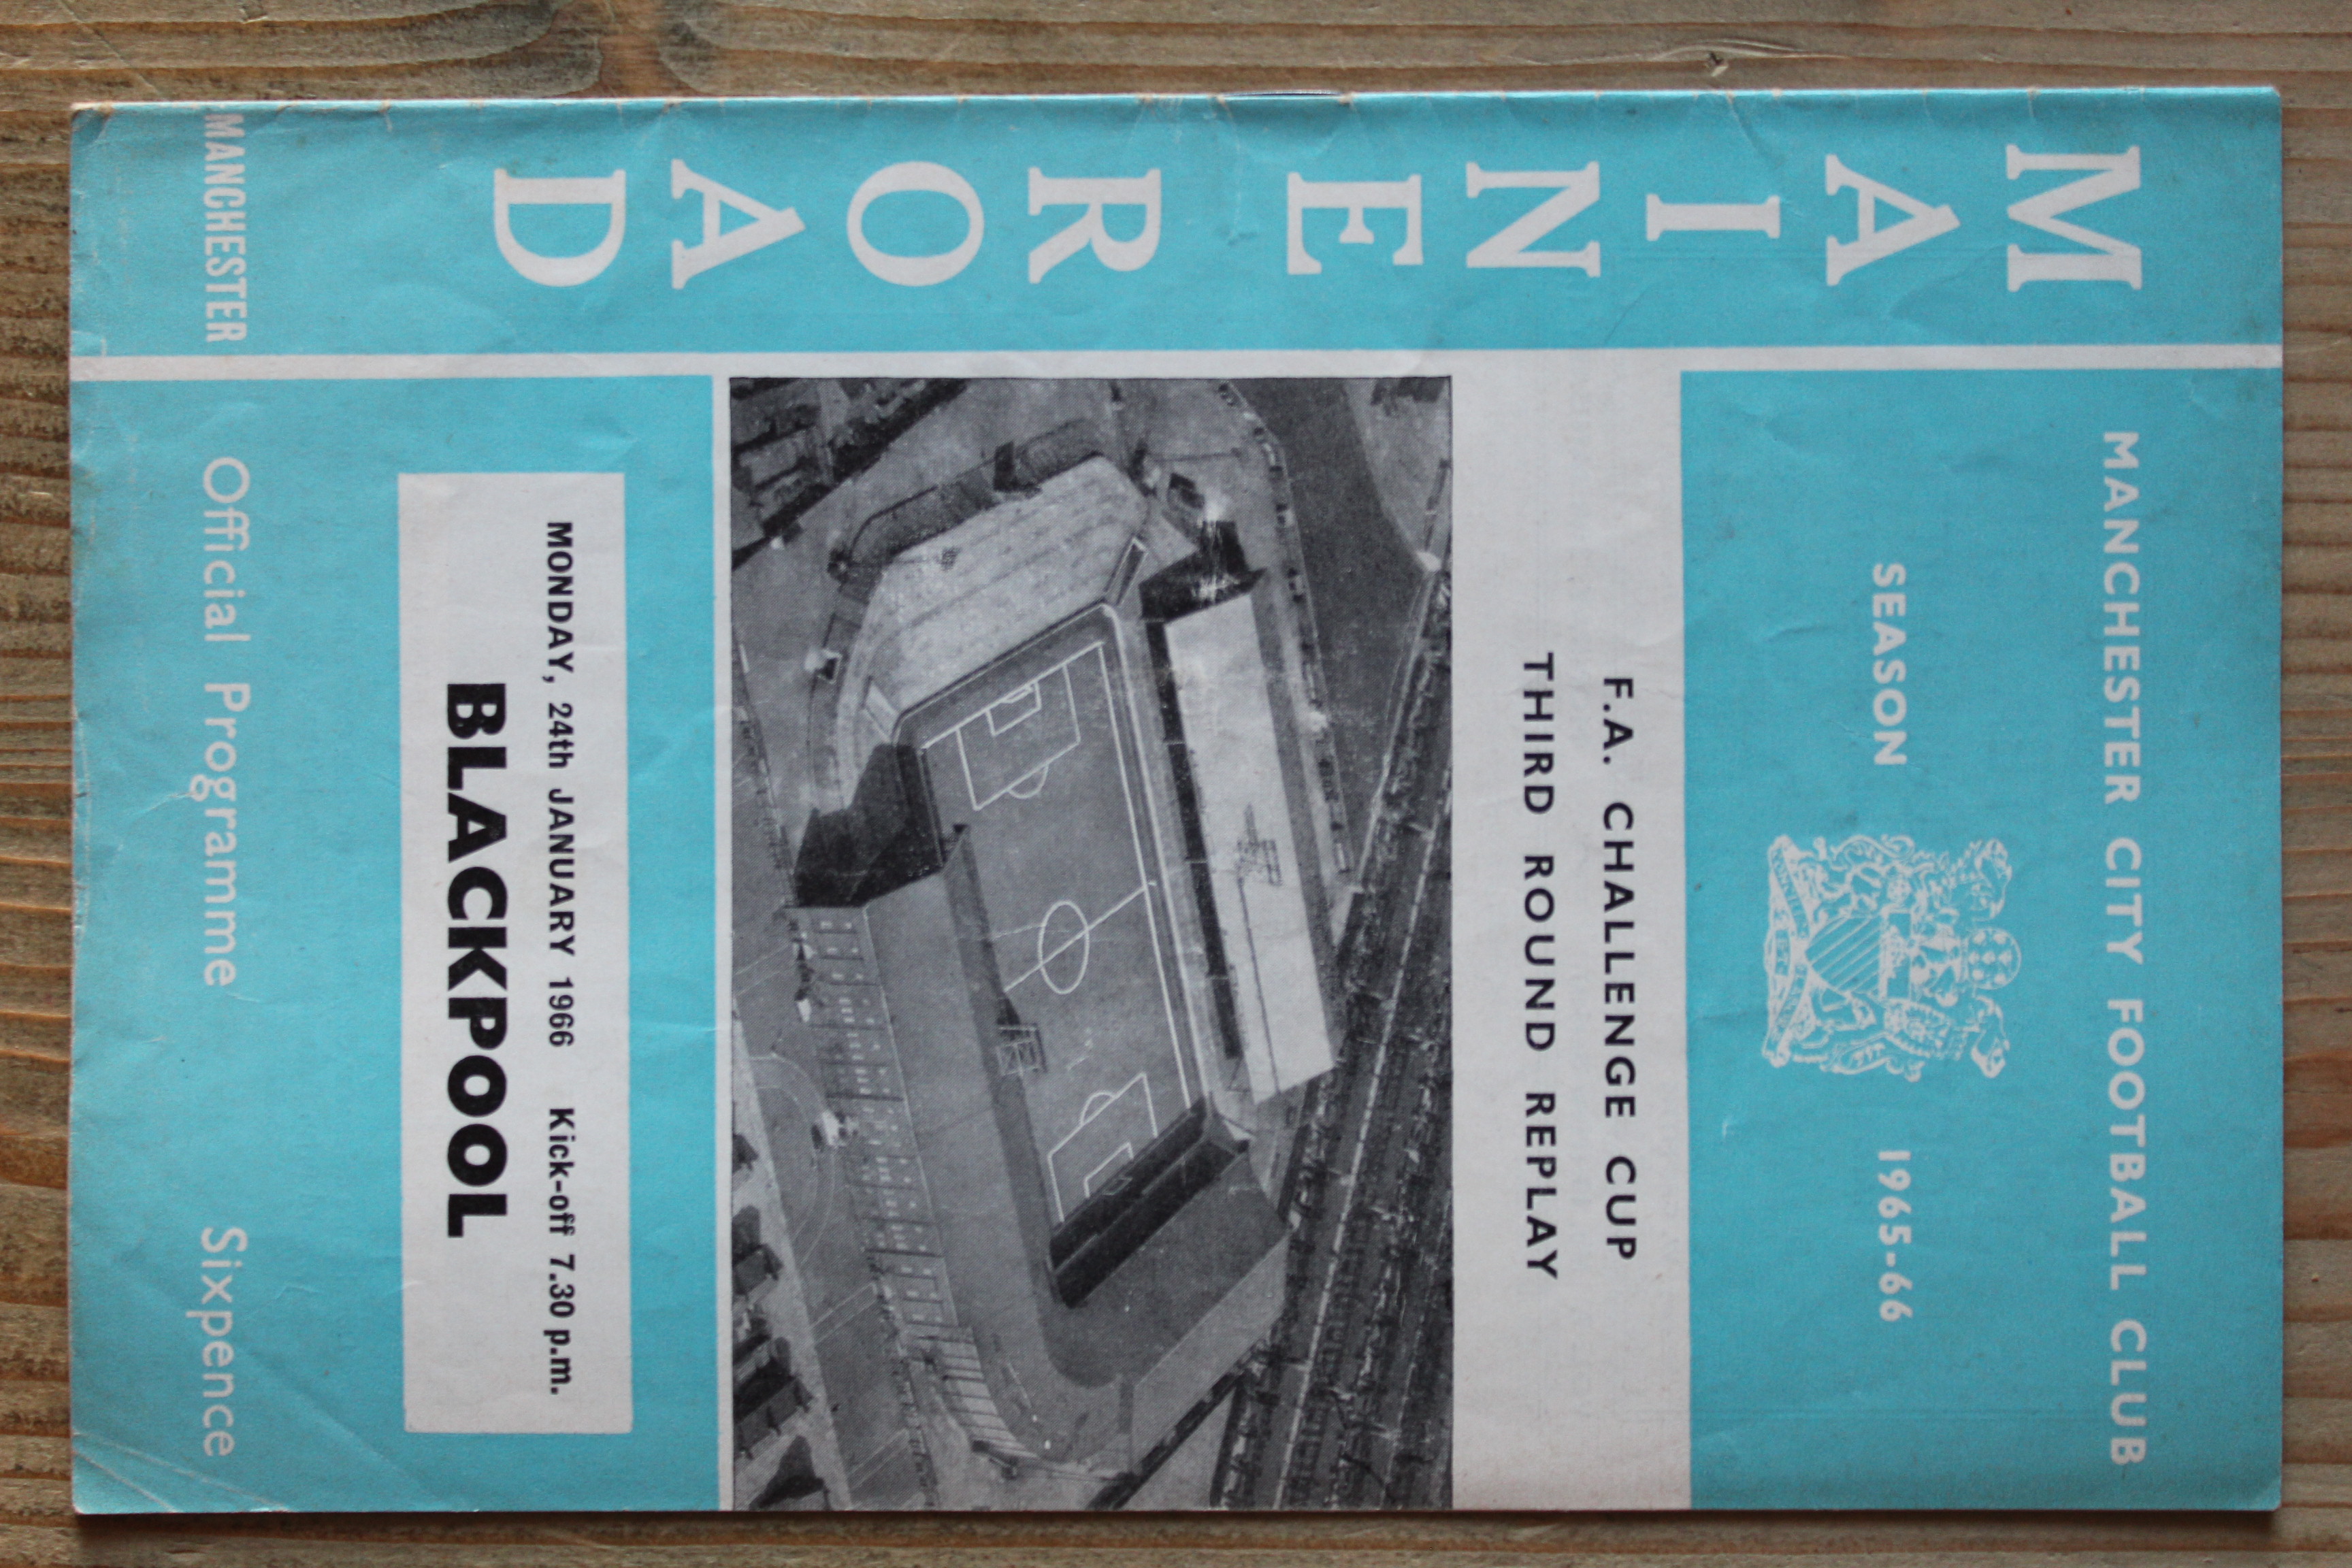 MAINE ROAD
MANCHESTER
MANCHESTER CITY FOOTBALL CLUB
SEASON 1965-66
F.A. CHALLENGE CUP
THIRD ROUND REPLAY
MONDAY, 24th JANUARY 1966 Kick-off 7.30 p.m.
BLACKPOOL
Official Programme Sixpence